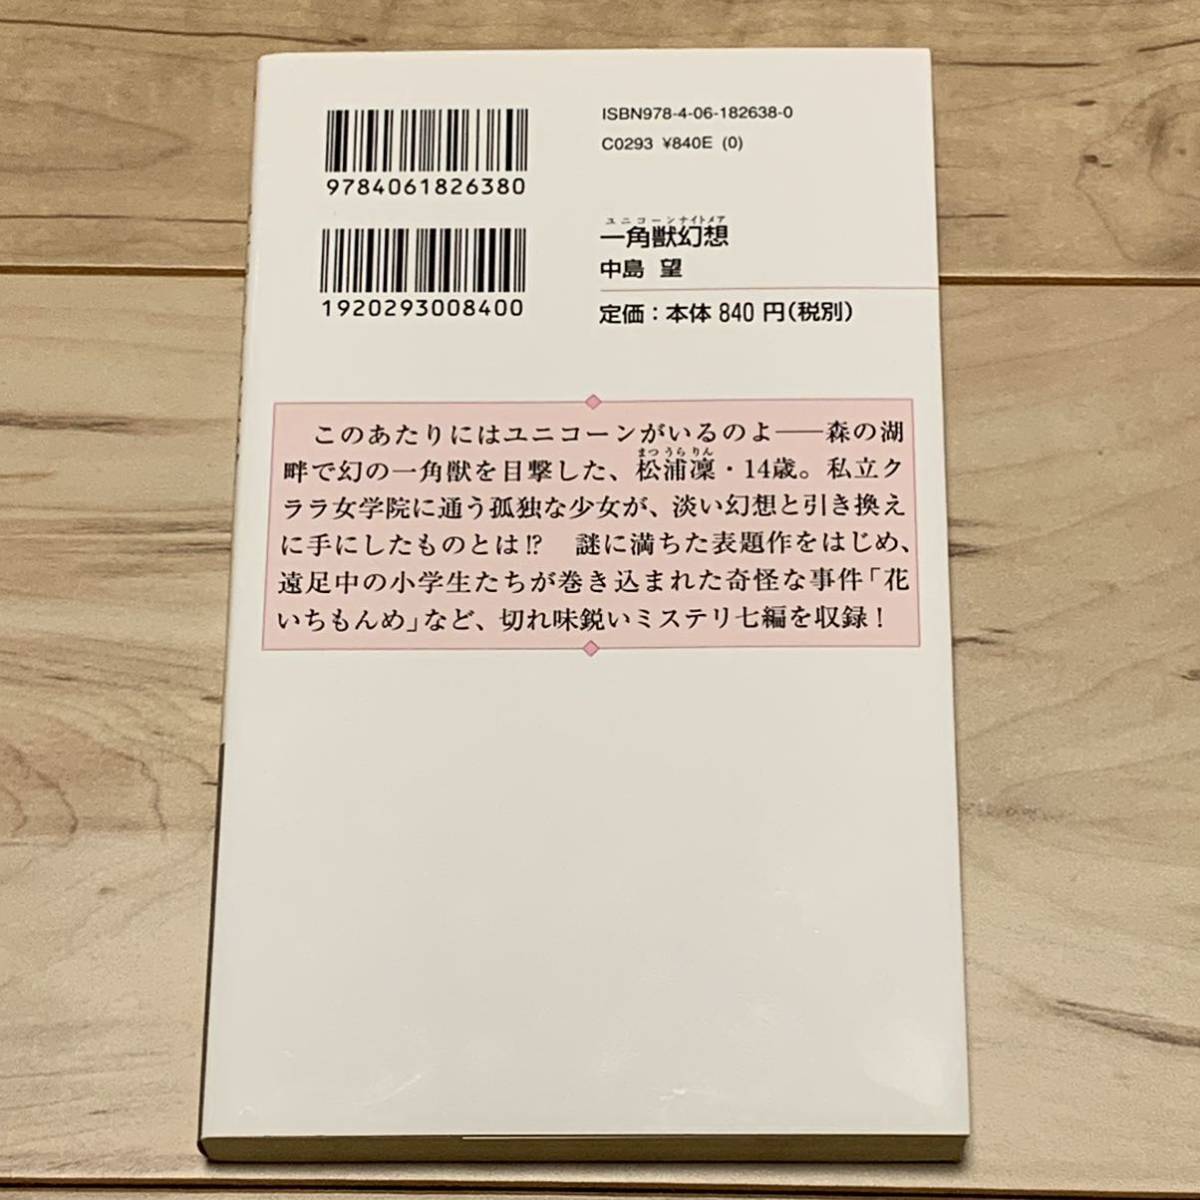 9784061826380
1920293008400
ISBN978-4-06-182638-0
C0293 ¥840E (0)
ユニコーンナイトメア
一角獣幻想
中島 望
定価：本体 840 円（税別）
このあたりにはユニコーンがいるのよ――森の湖
畔で幻の一角獣を目撃した、松浦凜・14歳。私立ク
まつうらりん
ララ女学院に通う孤独な少女が、淡い幻想と引き換え
に手にしたものとは!?　謎に満ちた表題作をはじめ、
遠足中の小学生たちが巻き込まれた奇怪な事件「花
いちもんめ」など、切れ味鋭いミステリ七編を収録！